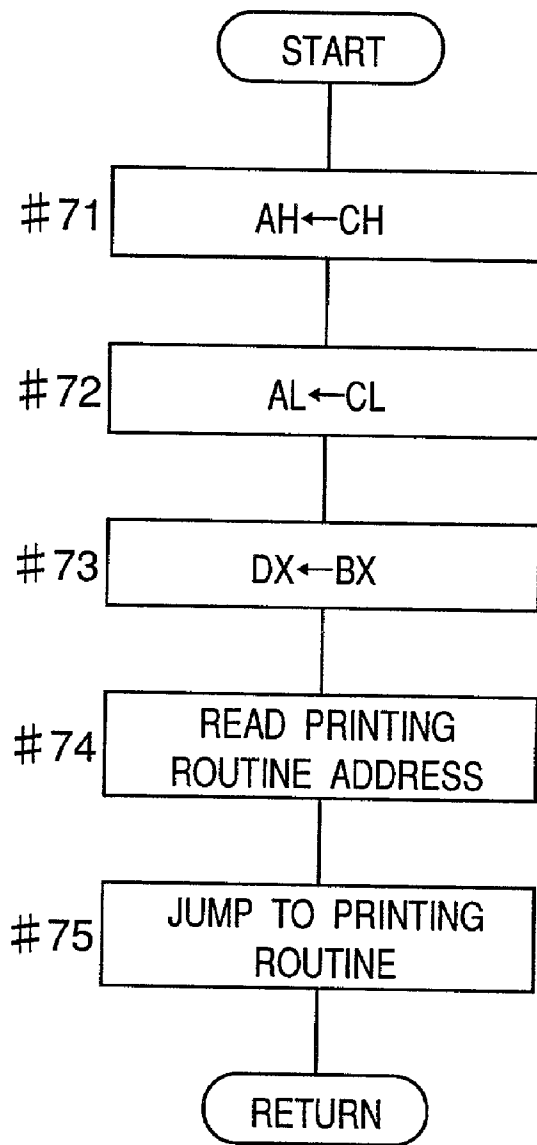 START
#71
AH←CH
#72
AL←CL
#73
DX←BX
#74
READ PRINTING
ROUTINE ADDRESS
#75
JUMP TO PRINTING
ROUTINE
RETURN